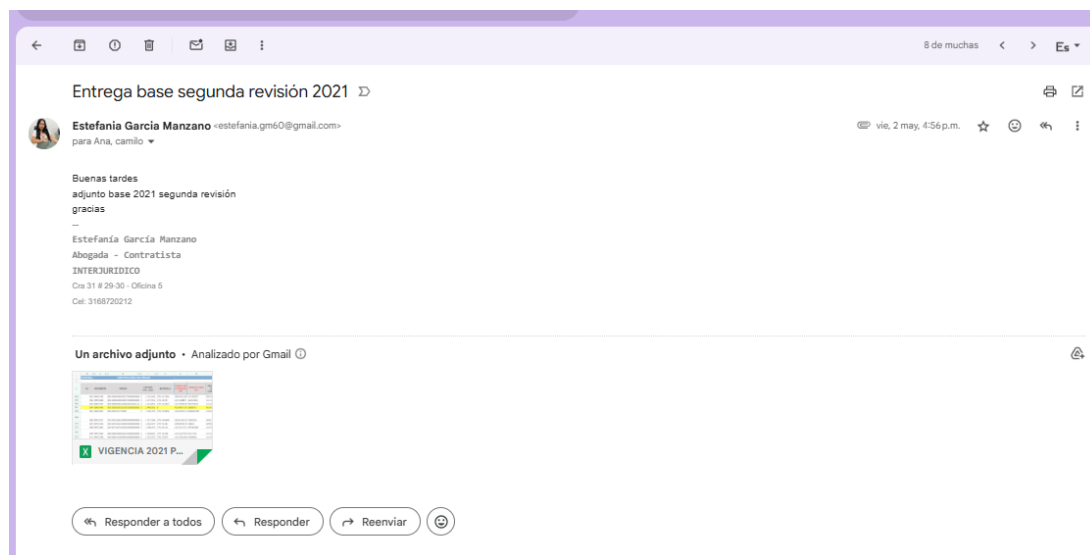 8 de muchas
Es
Entrega base segunda revisión 2021
Estefania Garcia Manzano <estefania.gm60@gmail.com>
vie, 2 may, 4:56 p.m.
para Ana, camilo
Buenas tardes
adjunto base 2021 segunda revisión
gracias
--
Estefanía García Manzano
Abogada - Contratista
INTERJURIDICO
Cra 31 # 29-30 - Oficina 5
Cel: 3168720212
Un archivo adjunto • Analizado por Gmail
X VIGENCIA 2021 P...
Responder a todos
Responder
Reenviar